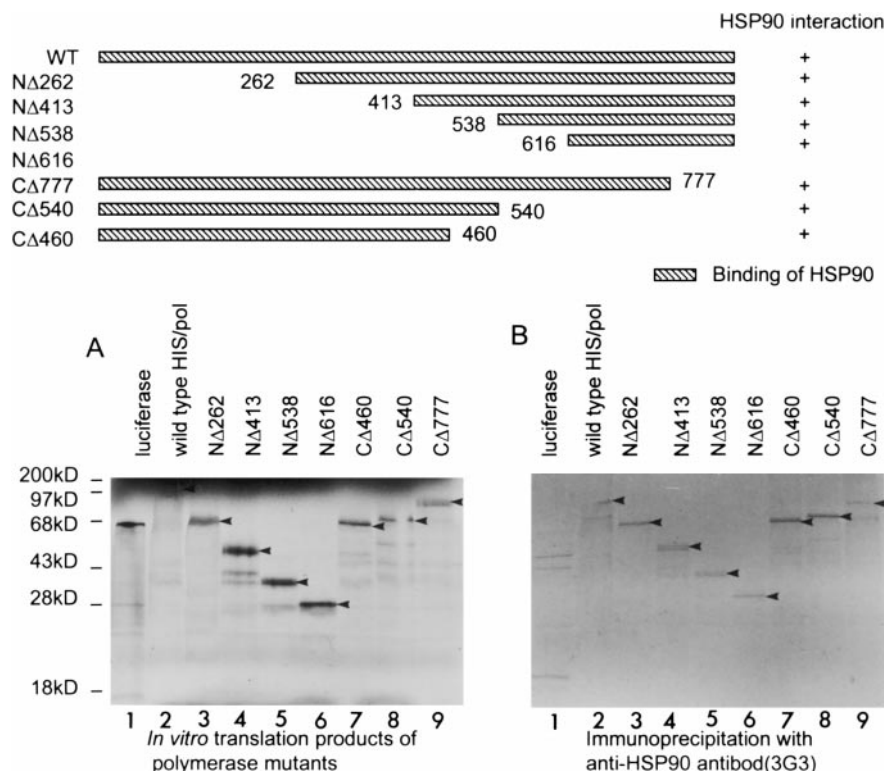 HSP90 interaction
WT +
NΔ262 262 +
NΔ413 413 +
NΔ538 538 +
NΔ616 616 +
CΔ777 777 +
CΔ540 540 +
CΔ460 460 +
Binding of HSP90
A
luciferase
wild type HIS/pol
NΔ262
NΔ413
NΔ538
NΔ616
CΔ460
CΔ540
CΔ777
200kD
97kD
68kD
43kD
28kD
18kD
1 2 3 4 5 6 7 8 9
In vitro translation products of
polymerase mutants
B
luciferase
wild type HIS/pol
NΔ262
NΔ413
NΔ538
NΔ616
CΔ460
CΔ540
CΔ777
1 2 3 4 5 6 7 8 9
Immunoprecipitation with
anti-HSP90 antibod(3G3)